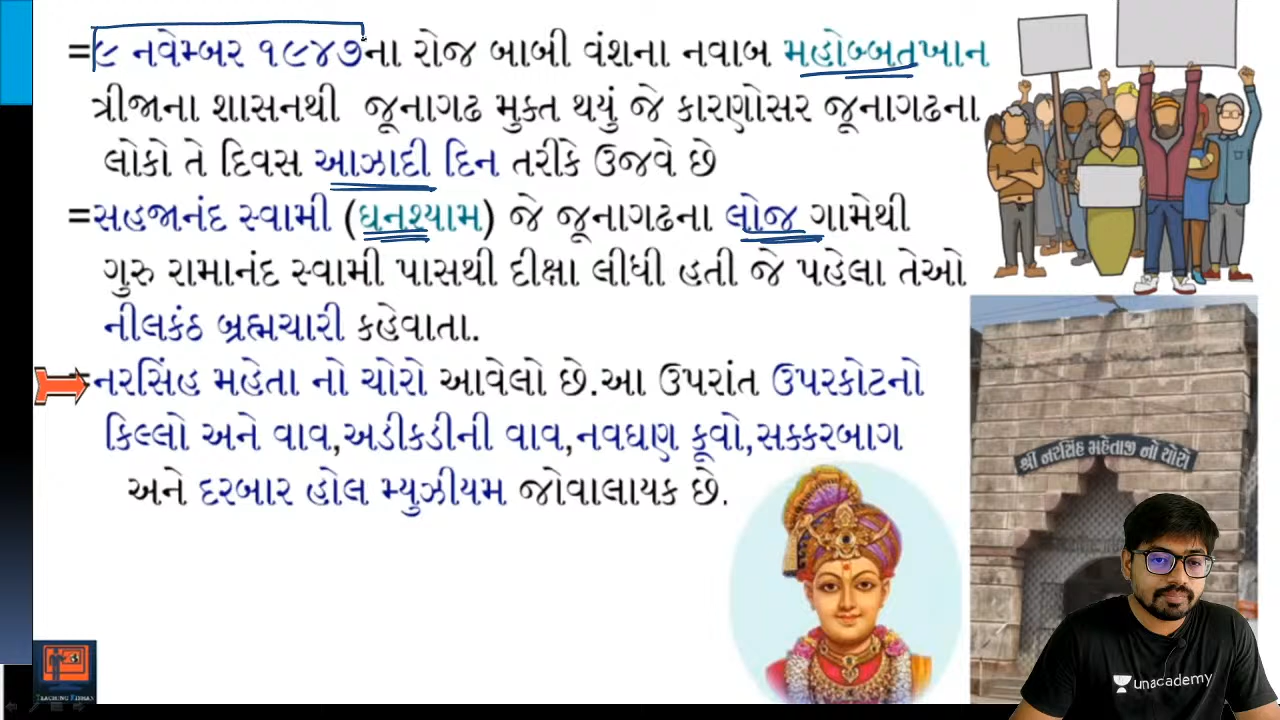 =૯ નવેમ્બર ૧૯૪૭ના રોજ બાબી વંશના નવાબ મહોબ્બતખાન
ત્રીજાના શાસનથી જૂનાગઢ મુક્ત થયું જે કારણોસર જૂનાગઢના
લોકો તે દિવસ આઝાદી દિન તરીકે ઉજવે છે
=સહજાનંદ સ્વામી (ઘનશ્યામ) જે જૂનાગઢના લોજ ગામેથી
ગુરુ રામાનંદ સ્વામી પાસથી દીક્ષા લીધી હતી જે પહેલા તેઓ
નીલકંઠ બ્રહ્મચારી કહેવાતા.
=નરસિંહ મહેતા નો ચોરો આવેલો છે.આ ઉપરાંત ઉપરકોટનો
કિલ્લો અને વાવ,અડીકડીની વાવ,નવઘણ કૂવો,સક્કરબાગ
અને દરબાર હોલ મ્યુઝીયમ જોવાલાયક છે.
શ્રી નરસિંહ મહેતાજી નો ચોરો
unacademy